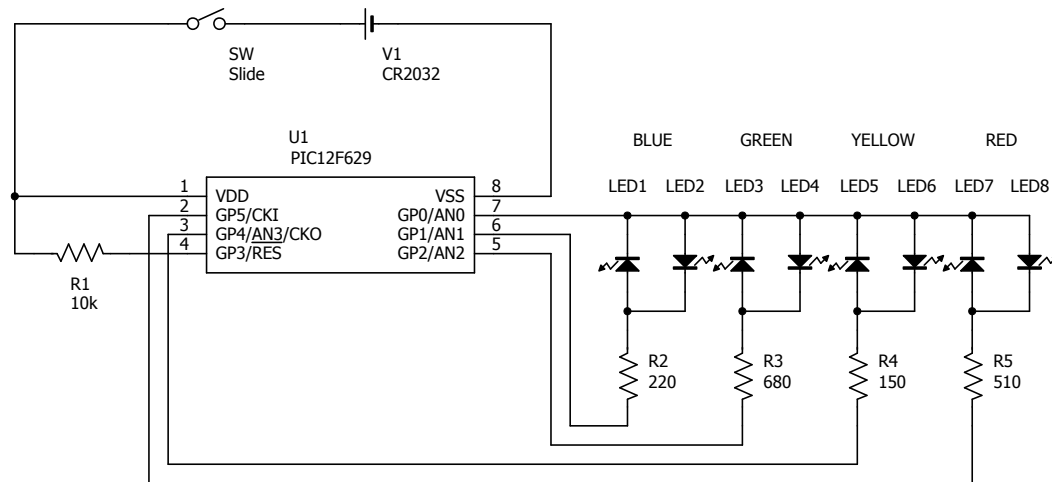 SW
Slide
V1
CR2032
U1
PIC12F629
1 VDD VSS 8
2 GP5/CKI GP0/AN0 7
3 GP4/AN3/CKO GP1/AN1 6
4 GP3/RES GP2/AN2 5
R1
10k
BLUE GREEN YELLOW RED
LED1 LED2 LED3 LED4 LED5 LED6 LED7 LED8
R2
220
R3
680
R4
150
R5
510